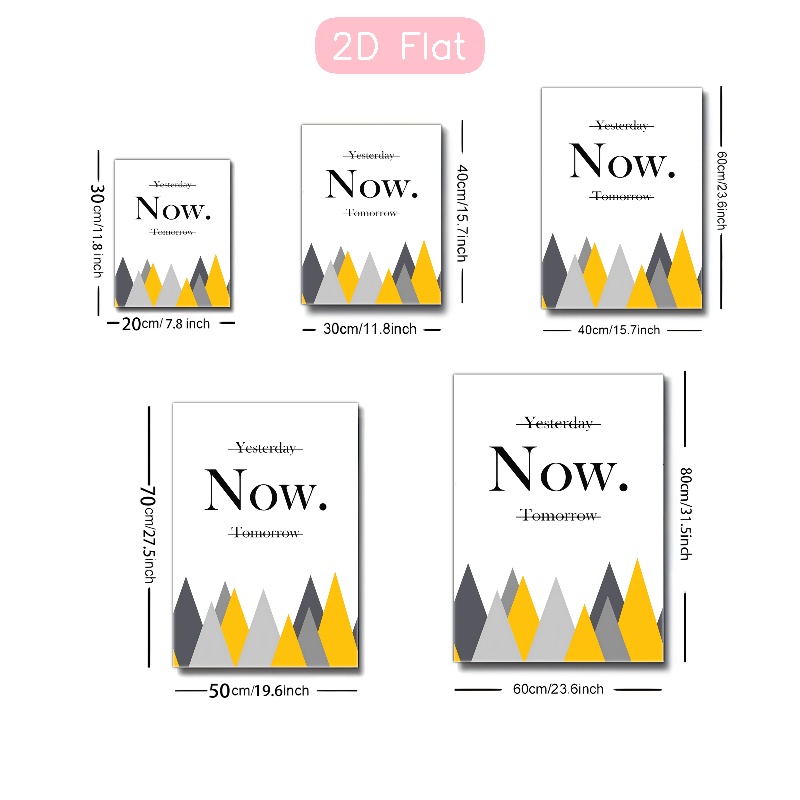 2D Flat
Yesterday
Now.
Tomorrow
30cm/11.8 inch
20cm/ 7.8 inch
Yesterday
Now.
Tomorrow
40cm/15.7inch
30cm/11.8inch
Yesterday
Now.
Tomorrow
60cm/23.6inch
40cm/15.7inch
Yesterday
Now.
Tomorrow
70cm/27.5inch
50cm/19.6inch
Yesterday
Now.
Tomorrow
80cm/31.5inch
60cm/23.6inch